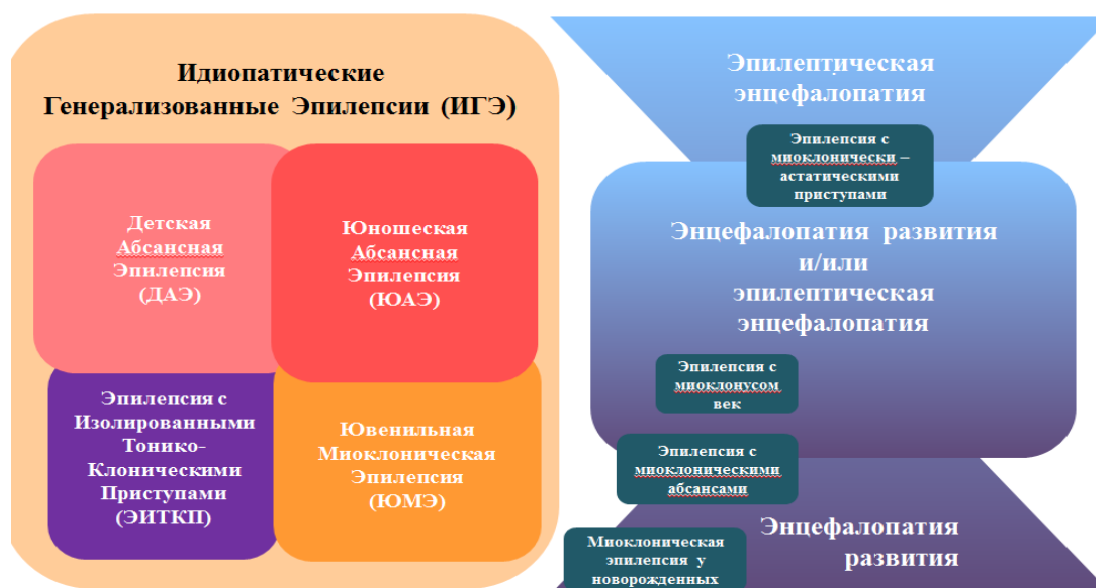 Идиопатические
Генерализованные Эпилепсии (ИГЭ)
Детская
Абсансная
Эпилепсия
(ДАЭ)
Юношеская
Абсансная
Эпилепсия
(ЮАЭ)
Эпилепсия с
Изолированными
Тонико-
Клоническими
Приступами
(ЭИТКП)
Ювенильная
Миоклоническая
Эпилепсия
(ЮМЭ)
Эпилептическая
энцефалопатия
Эпилепсия с
миоклонически –
астатическими
приступами
Энцефалопатия развития
и/или
эпилептическая
энцефалопатия
Эпилепсия с
миоклонусом
век
Эпилепсия с
миоклоническими
абсансами
Энцефалопатия
развития
Миоклоническая
эпилепсия у
новорожденных